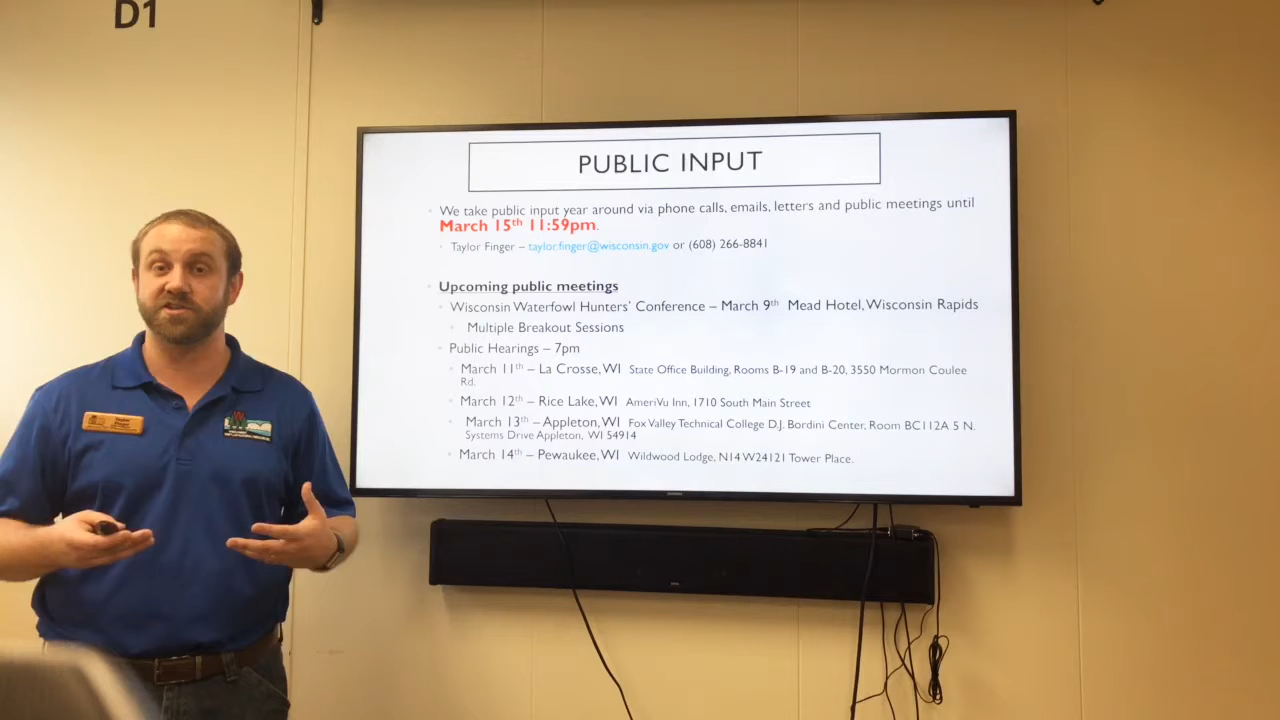 D1
PUBLIC INPUT
We take public input year around via phone calls, emails, letters and public meetings until
March 15th 11:59pm.
Taylor Finger – taylor.finger@wisconsin.gov or (608) 266-8841
Upcoming public meetings
Wisconsin Waterfowl Hunters' Conference – March 9th Mead Hotel, Wisconsin Rapids
Multiple Breakout Sessions
Public Hearings – 7pm
March 11th – La Crosse, WI State Office Building, Rooms B-19 and B-20, 3550 Mormon Coulee
Rd.
March 12th – Rice Lake, WI AmeriVu Inn, 1710 South Main Street
March 13th – Appleton, WI Fox Valley Technical College D.J. Bordini Center, Room BC112A 5 N.
Systems Drive Appleton, WI 54914
March 14th – Pewaukee, WI Wildwood Lodge, N14 W24121 Tower Place.
Taylor
Finger